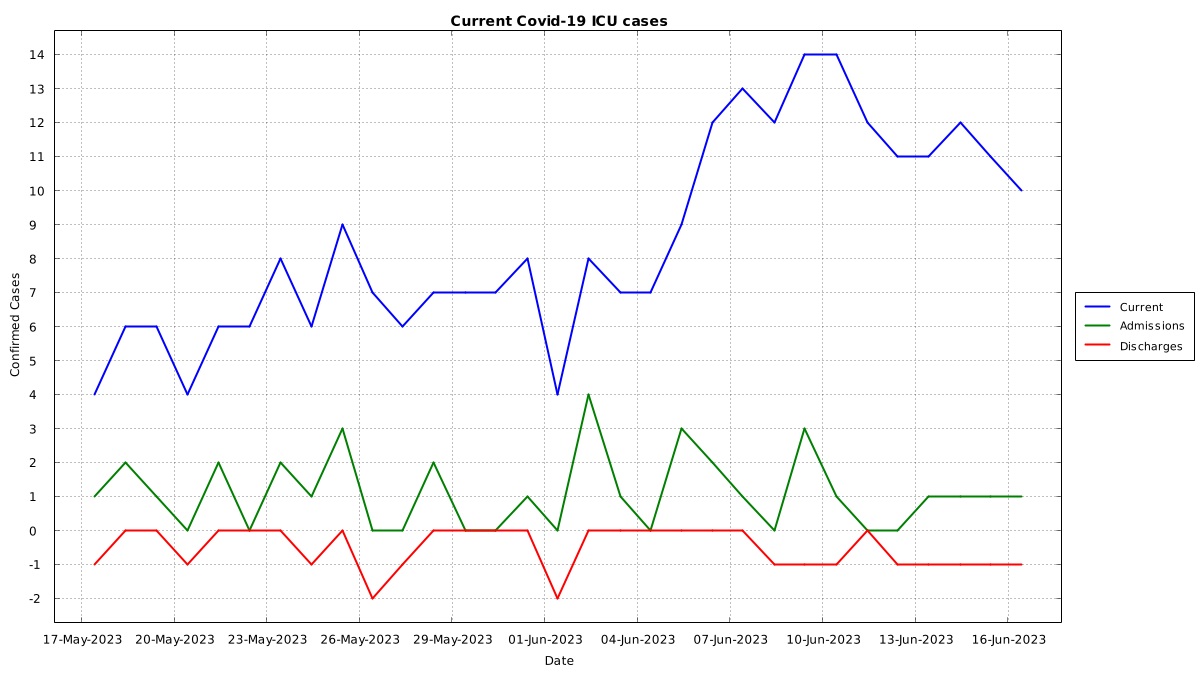 Current Covid-19 ICU cases
14
13
12
11
10
9
8
7
6
5
4
3
2
1
0
-1
-2
Confirmed Cases
17-May-2023 20-May-2023 23-May-2023 26-May-2023 29-May-2023 01-Jun-2023 04-Jun-2023 07-Jun-2023 10-Jun-2023 13-Jun-2023 16-Jun-2023
Date
Current
Admissions
Discharges